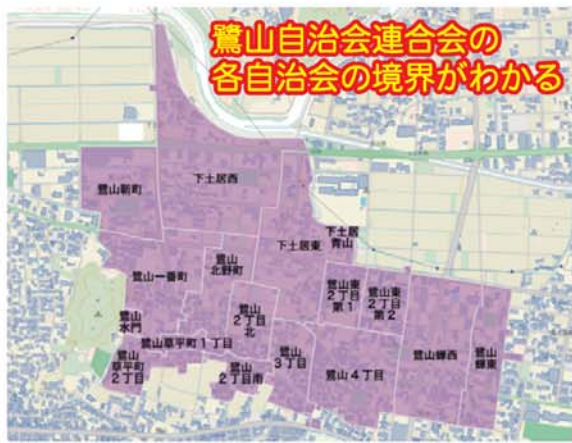 鷺山自治会連合会の
各自治会の境界がわかる
鷺山朝町
下土居西
下土居東
下土居
青山
鷺山
北野町
鷺山一番町
鷺山東
2丁目
第1
鷺山東
2丁目
第2
鷺山
2丁目
北
鷺山
水門
鷺山草平町1丁目
鷺山
草平町
2丁目
鷺山
2丁目南
鷺山
3丁目
鷺山4丁目
鷺山蝉西
鷺山
蝉東